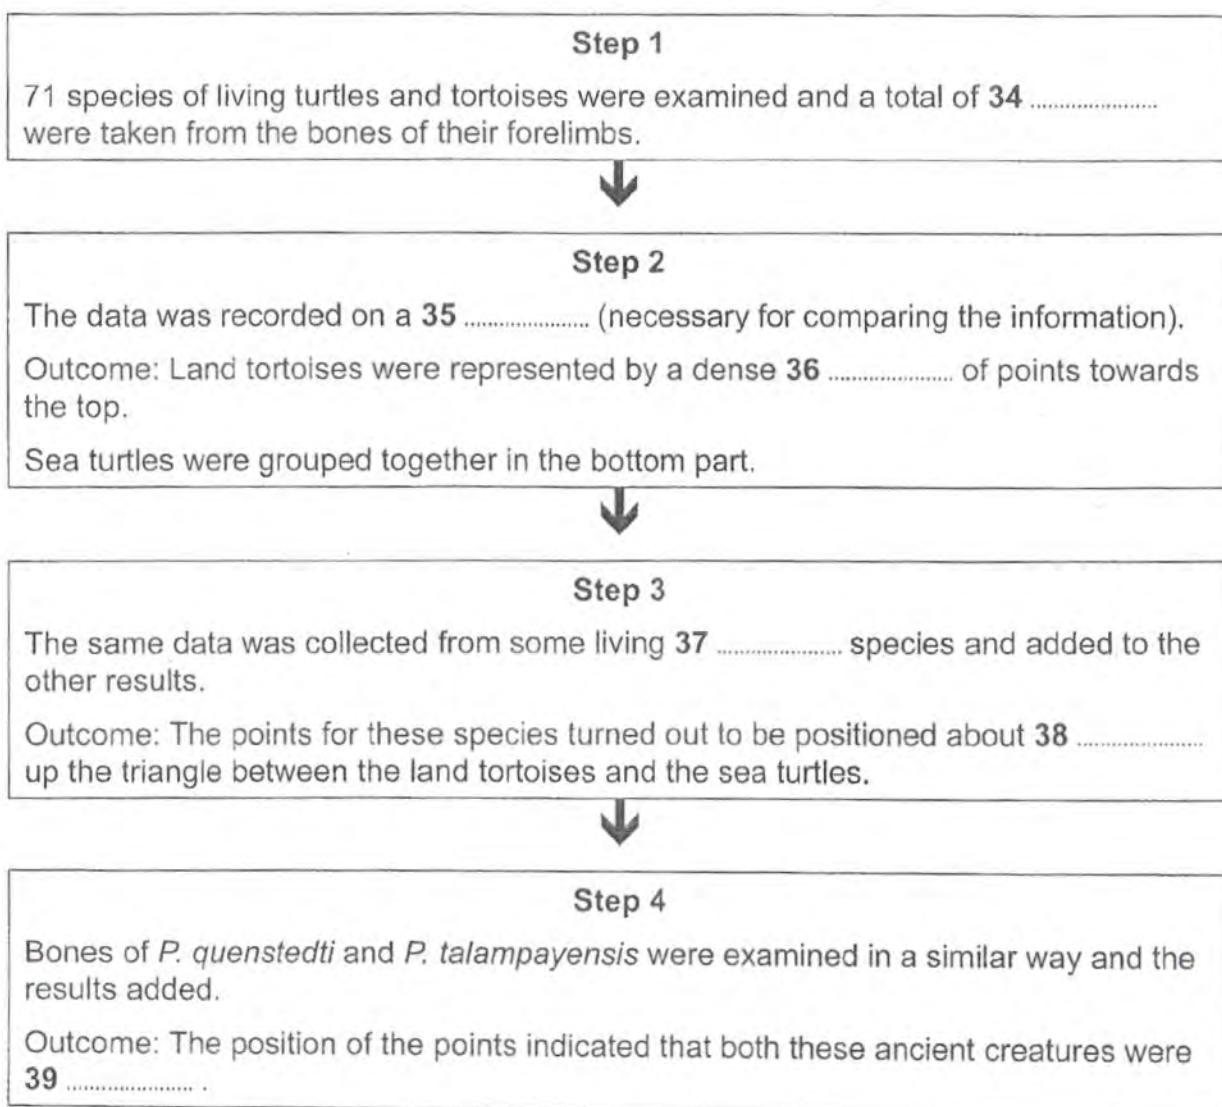 Step 1
71 species of living turtles and tortoises were examined and a total of 34 ......................
were taken from the bones of their forelimbs.
Step 2
The data was recorded on a 35 ...................... (necessary for comparing the information).
Outcome: Land tortoises were represented by a dense 36 ...................... of points towards
the top.
Sea turtles were grouped together in the bottom part.
Step 3
The same data was collected from some living 37 ...................... species and added to the
other results.
Outcome: The points for these species turned out to be positioned about 38 ......................
up the triangle between the land tortoises and the sea turtles.
Step 4
Bones of P. quenstedti and P. talampayensis were examined in a similar way and the
results added.
Outcome: The position of the points indicated that both these ancient creatures were
39 ...................... .